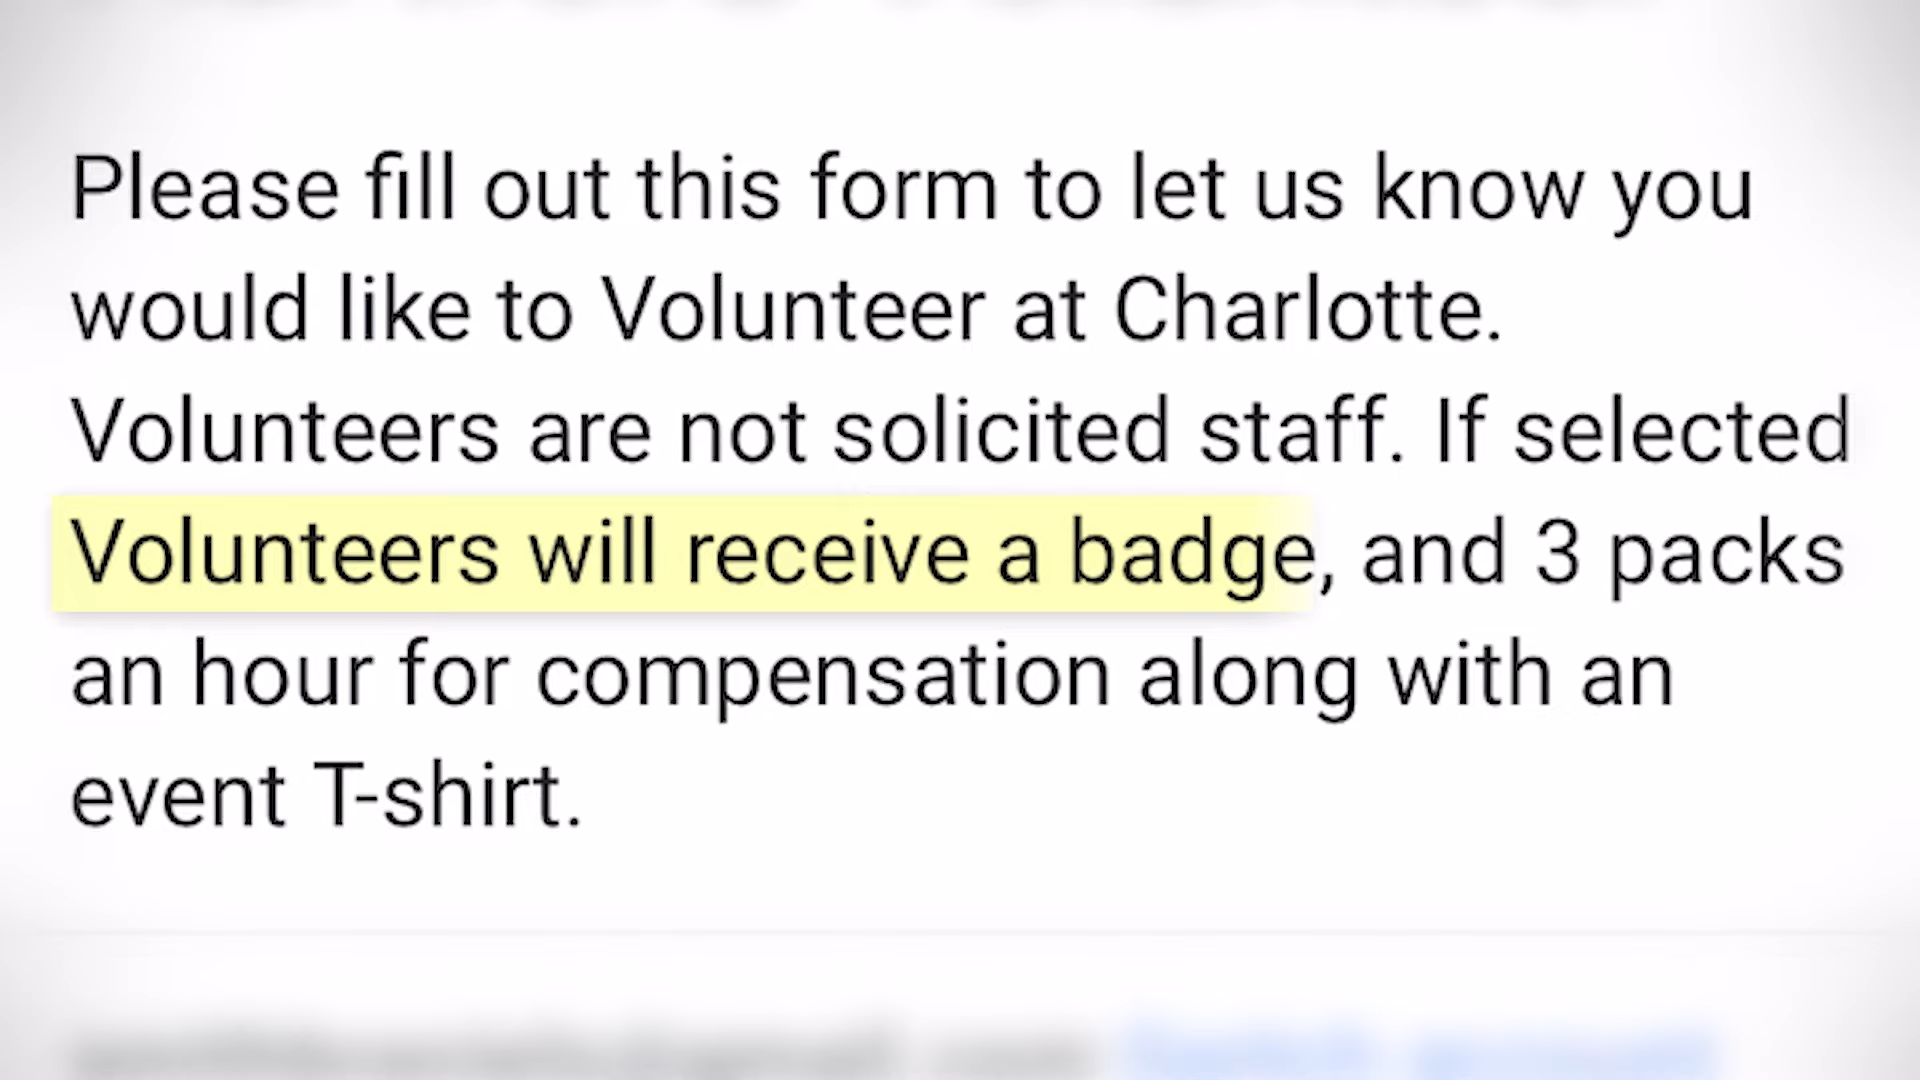 Please fill out this form to let us know you
would like to Volunteer at Charlotte.
Volunteers are not solicited staff. If selected
Volunteers will receive a badge, and 3 packs
an hour for compensation along with an
event T-shirt.